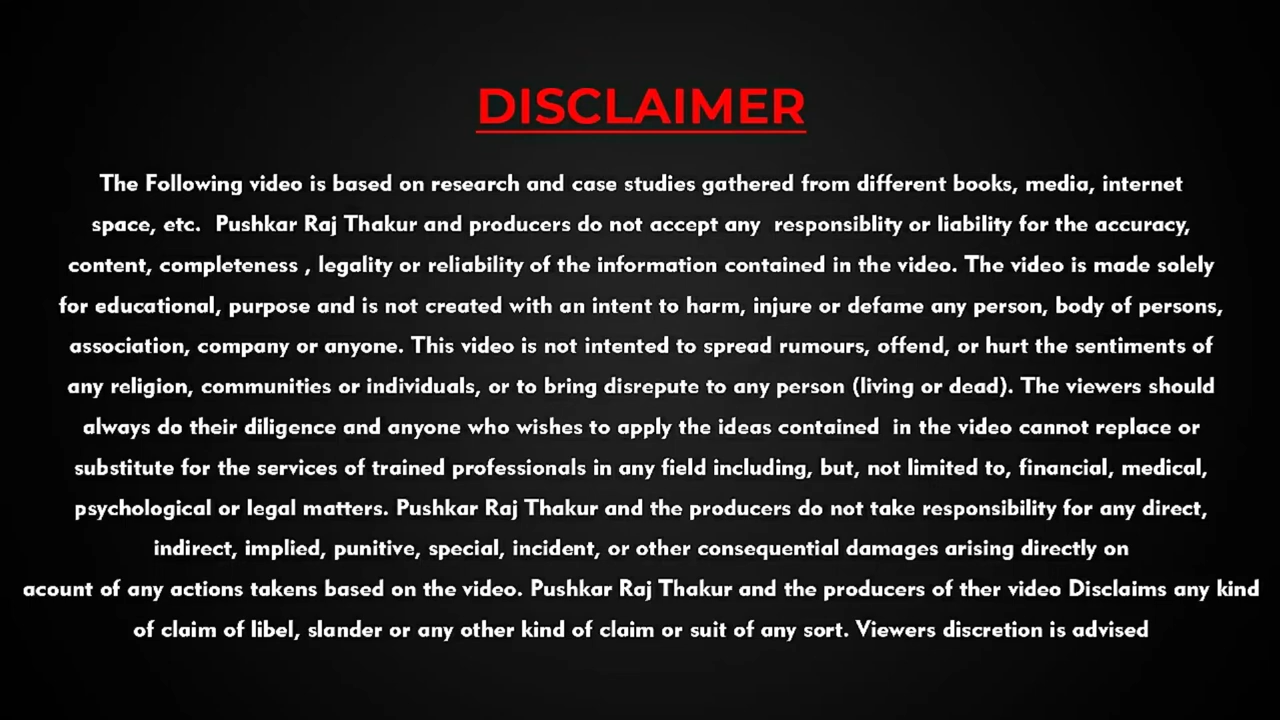 DISCLAIMER
The Following video is based on research and case studies gathered from different books, media, internet
space, etc.  Pushkar Raj Thakur and producers do not accept any  responsiblity or liability for the accuracy,
content, completeness , legality or reliability of the information contained in the video. The video is made solely
for educational, purpose and is not created with an intent to harm, injure or defame any person, body of persons,
association, company or anyone. This video is not intented to spread rumours, offend, or hurt the sentiments of
any religion, communities or individuals, or to bring disrepute to any person (living or dead). The viewers should
always do their diligence and anyone who wishes to apply the ideas contained  in the video cannot replace or
substitute for the services of trained professionals in any field including, but, not limited to, financial, medical,
psychological or legal matters. Pushkar Raj Thakur and the producers do not take responsibility for any direct,
indirect, implied, punitive, special, incident, or other consequential damages arising directly on
acount of any actions takens based on the video. Pushkar Raj Thakur and the producers of ther video Disclaims any kind
of claim of libel, slander or any other kind of claim or suit of any sort. Viewers discretion is advised